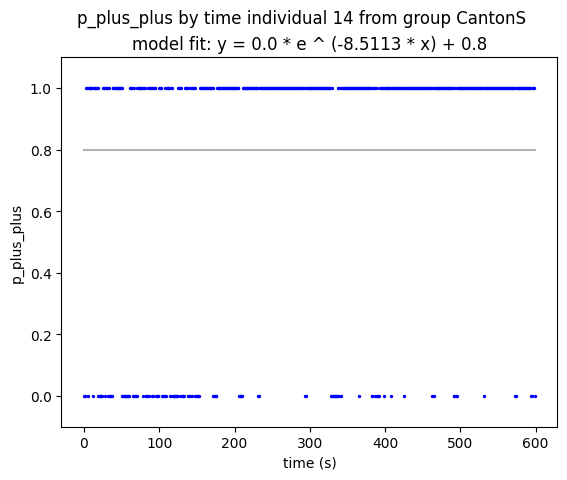 p_plus_plus by time individual 14 from group CantonS
model fit: y = 0.0 * e ^ (-8.5113 * x) + 0.8
1.0
0.8
0.6
0.4
0.2
0.0
p_plus_plus
0 100 200 300 400 500 600
time (s)